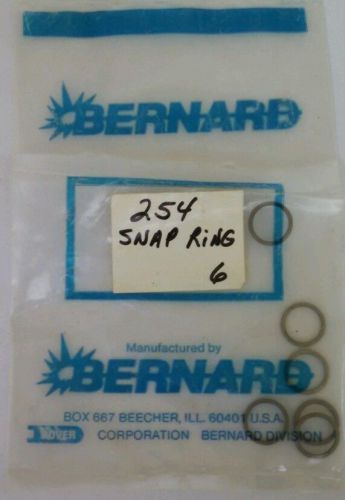 BERNARD
254
SNAP RING
6
Manufactured by
BERNARD
BOX 667 BEECHER, ILL. 60401 U.S.A.
DOVER CORPORATION BERNARD DIVISION